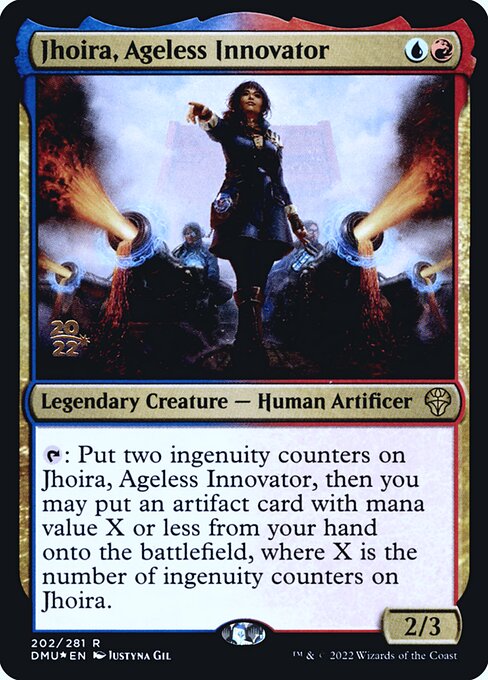 Jhoira, Ageless Innovator
20
22
Legendary Creature — Human Artificer
: Put two ingenuity counters on
Jhoira, Ageless Innovator, then you
may put an artifact card with mana
value X or less from your hand
onto the battlefield, where X is the
number of ingenuity counters on
Jhoira.
2/3
202/281 R
DMU★EN Justyna Gil
™ & © 2022 Wizards of the Coast